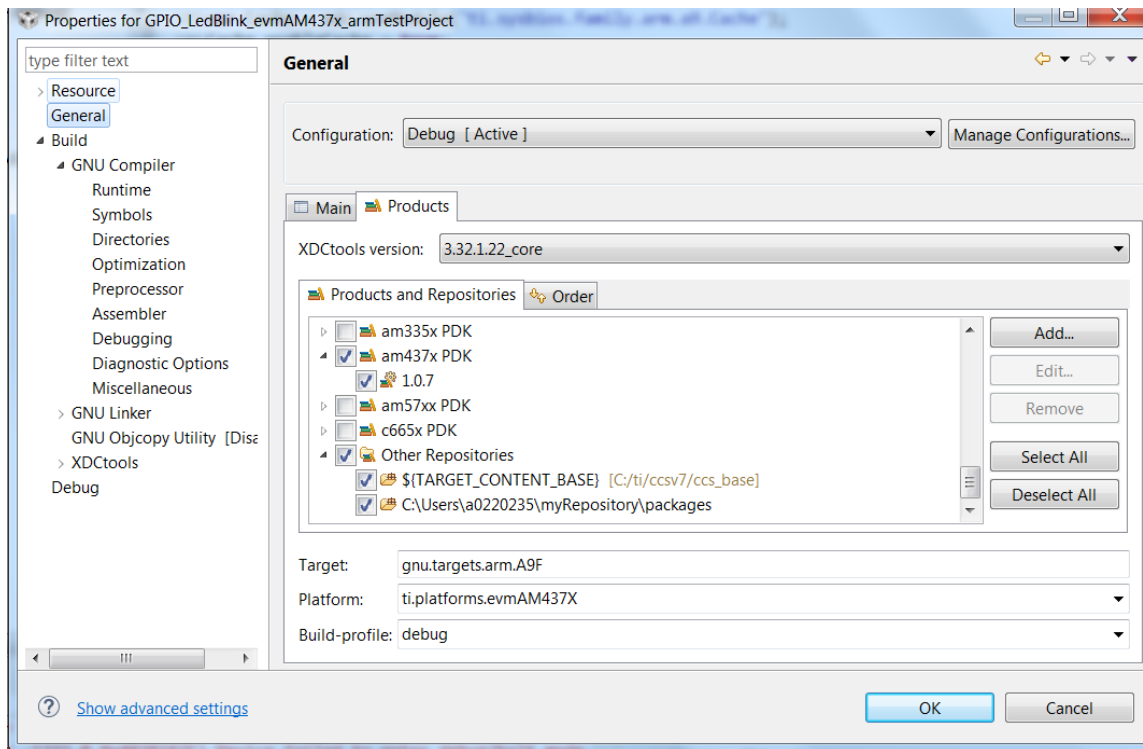 Properties for GPIO_LedBlink_evmAM437x_armTestProject
type filter text
General
Resource
General
Build
GNU Compiler
Runtime
Symbols
Directories
Optimization
Preprocessor
Assembler
Debugging
Diagnostic Options
Miscellaneous
GNU Linker
GNU Objcopy Utility [Disa
XDCtools
Debug
Configuration: Debug [ Active ] Manage Configurations...
Main Products
XDCtools version: 3.32.1.22_core
Products and Repositories Order
am335x PDK
am437x PDK
1.0.7
am57xx PDK
c665x PDK
Other Repositories
${TARGET_CONTENT_BASE} [C:/ti/ccsv7/ccs_base]
C:\Users\a0220235\myRepository\packages
Add...
Edit...
Remove
Select All
Deselect All
Target: gnu.targets.arm.A9F
Platform: ti.platforms.evmAM437X
Build-profile: debug
Show advanced settings
OK Cancel